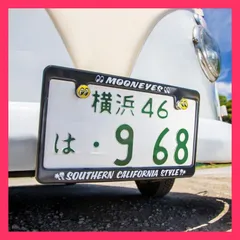 MOONEYES
横浜 46
は ・9 68
SOUTHERN CALIFORNIA STYLE